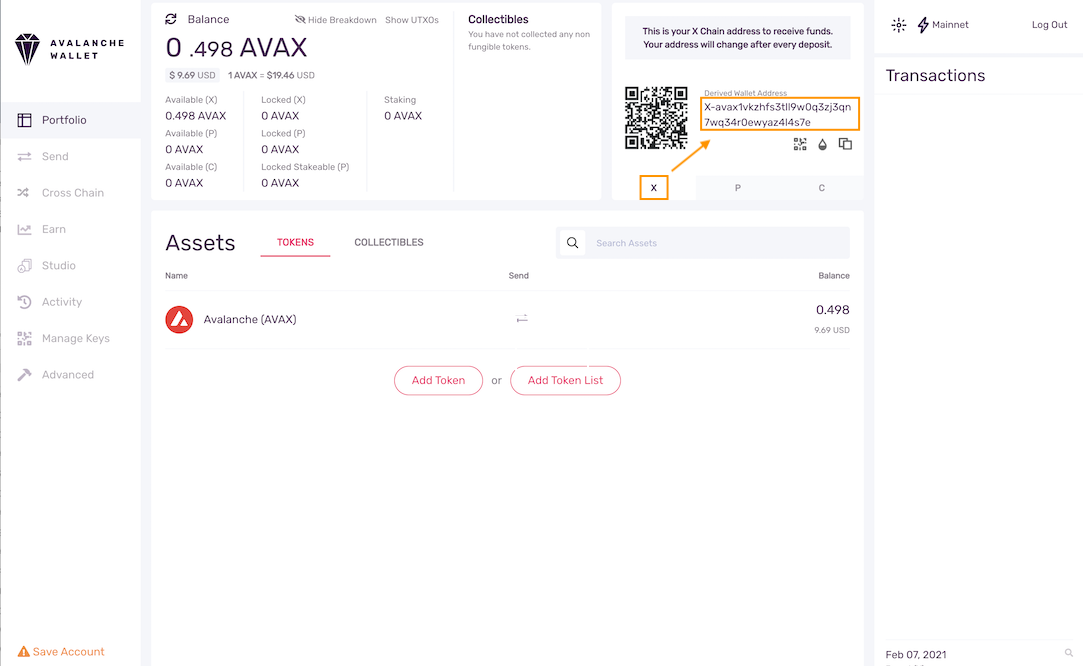 AVALANCHE
WALLET
Portfolio
Send
Cross Chain
Earn
Studio
Activity
Manage Keys
Advanced
Save Account
Balance
Hide Breakdown
Show UTXOs
0 .498 AVAX
$ 9.69 USD
1 AVAX = $19.46 USD
Available (X)
0.498 AVAX
Available (P)
0 AVAX
Available (C)
0 AVAX
Locked (X)
0 AVAX
Locked (P)
0 AVAX
Locked Stakeable (P)
0 AVAX
Staking
0 AVAX
Collectibles
You have not collected any non
fungible tokens.
This is your X Chain address to receive funds.
Your address will change after every deposit.
Derived Wallet Address
X-avax1vkzhfs3tll9w0q3zj3qn
7wq34r0ewyaz4l4s7e
X
P
C
Assets
TOKENS
COLLECTIBLES
Search Assets
Name
Send
Balance
Avalanche (AVAX)
0.498
9.69 USD
Add Token
or
Add Token List
Mainnet
Log Out
Transactions
Feb 07, 2021